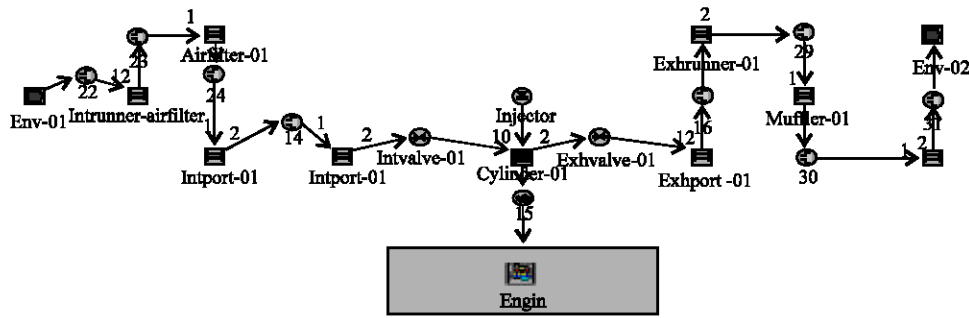 1
2
23
Airfilter-01
Exhrunner-01
29
Env-02
22
12
24
1
Env-01
Intrunner-airfilter
Injector
16
Muffler-01
31
1
2
14
1
2
Intvalve-01
10
2
Exhvalve-01
12
1
2
Intport-01
Intport-01
Cylinder-01
Exhport -01
30
15
Engin